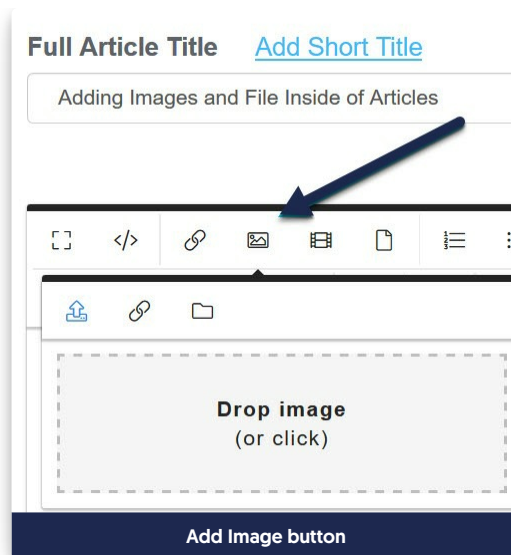 Full Article Title Add Short Title
Adding Images and File Inside of Articles
Drop image
(or click)
Add Image button